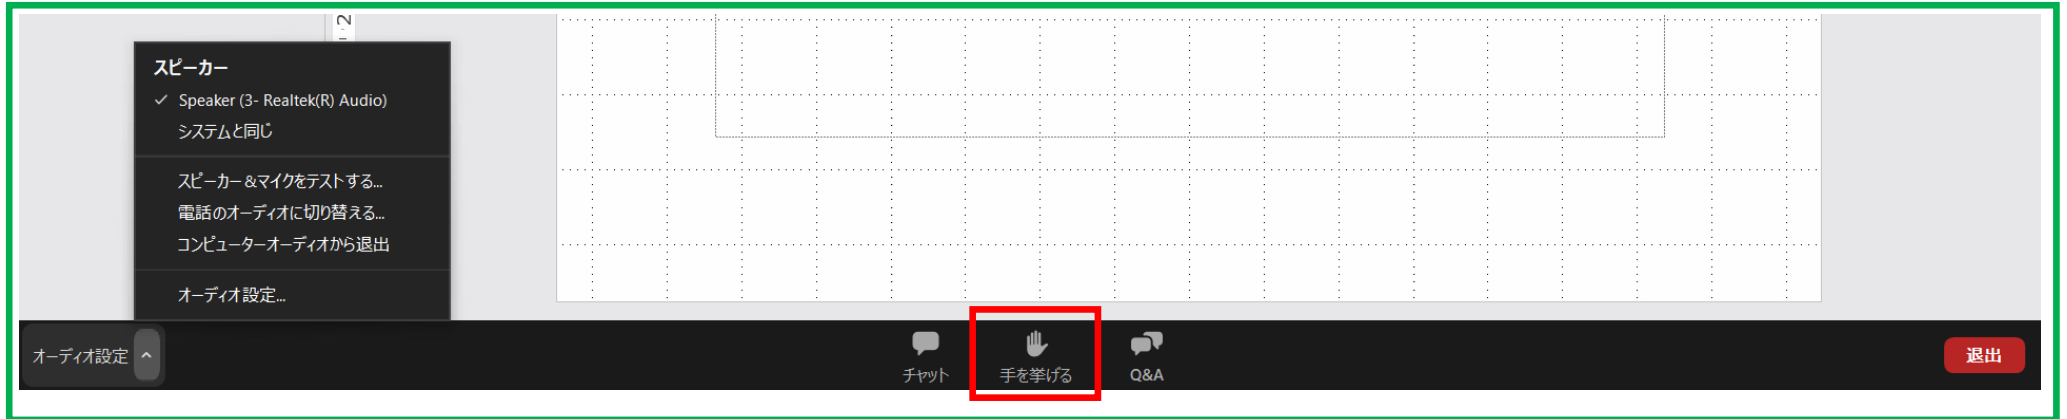 2
スピーカー
Speaker (3- Realtek(R) Audio)
システムと同じ
スピーカー&マイクをテストする...
電話のオーディオに切り替える...
コンピューターオーディオから退出
オーディオ設定...
オーディオ設定
チャット
手を挙げる
Q&A
退出